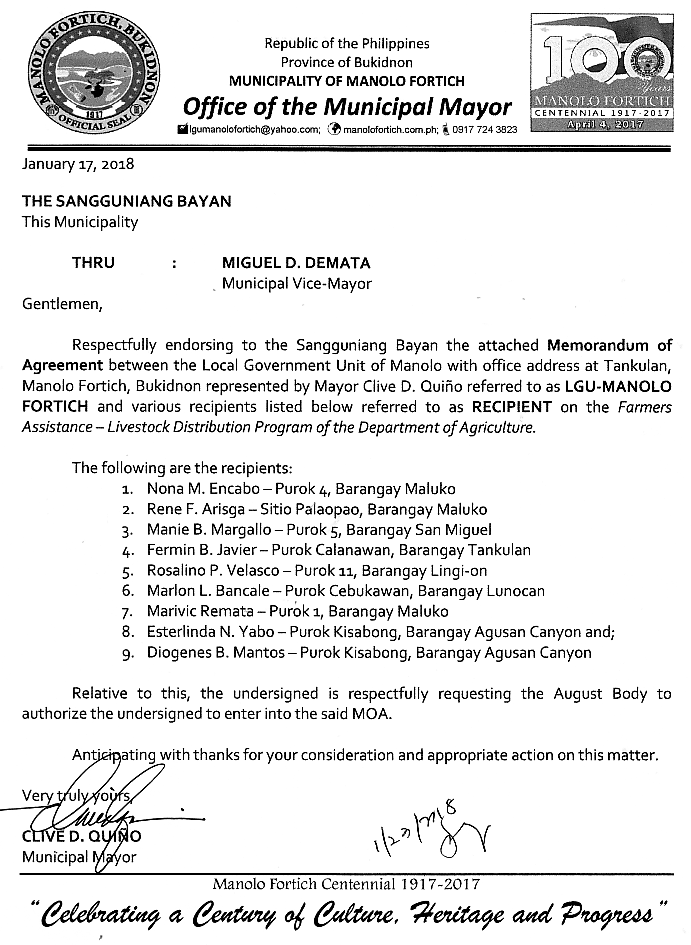 MANOLO FORTICH, BUKIDNON
1917
OFFICIAL SEAL
Republic of the Philippines
Province of Bukidnon
MUNICIPALITY OF MANOLO FORTICH
Office of the Municipal Mayor
lgumanolofortich@yahoo.com; manolofortich.com.ph; 0917 724 3823
100
Years
MANOLO FORTICH
CENTENNIAL 1917-2017
April 4, 2017
January 17, 2018
THE SANGGUNIANG BAYAN
This Municipality
THRU : MIGUEL D. DEMATA
Municipal Vice-Mayor
Gentlemen,
Respectfully endorsing to the Sangguniang Bayan the attached Memorandum of
Agreement between the Local Government Unit of Manolo with office address at Tankulan,
Manolo Fortich, Bukidnon represented by Mayor Clive D. Quiño referred to as LGU-MANOLO
FORTICH and various recipients listed below referred to as RECIPIENT on the Farmers
Assistance – Livestock Distribution Program of the Department of Agriculture.
The following are the recipients:
1. Nona M. Encabo – Purok 4, Barangay Maluko
2. Rene F. Arisga – Sitio Palaopao, Barangay Maluko
3. Manie B. Margallo – Purok 5, Barangay San Miguel
4. Fermin B. Javier – Purok Calanawan, Barangay Tankulan
5. Rosalino P. Velasco – Purok 11, Barangay Lingi-on
6. Marlon L. Bancale – Purok Cebukawan, Barangay Lunocan
7. Marivic Remata – Purok 1, Barangay Maluko
8. Esterlinda N. Yabo – Purok Kisabong, Barangay Agusan Canyon and;
9. Diogenes B. Mantos – Purok Kisabong, Barangay Agusan Canyon
Relative to this, the undersigned is respectfully requesting the August Body to
authorize the undersigned to enter into the said MOA.
Anticipating with thanks for your consideration and appropriate action on this matter.
Very truly yours,
CLIVE D. QUIÑO
Municipal Mayor
Manolo Fortich Centennial 1917-2017
"Celebrating a Century of Culture, Heritage and Progress"